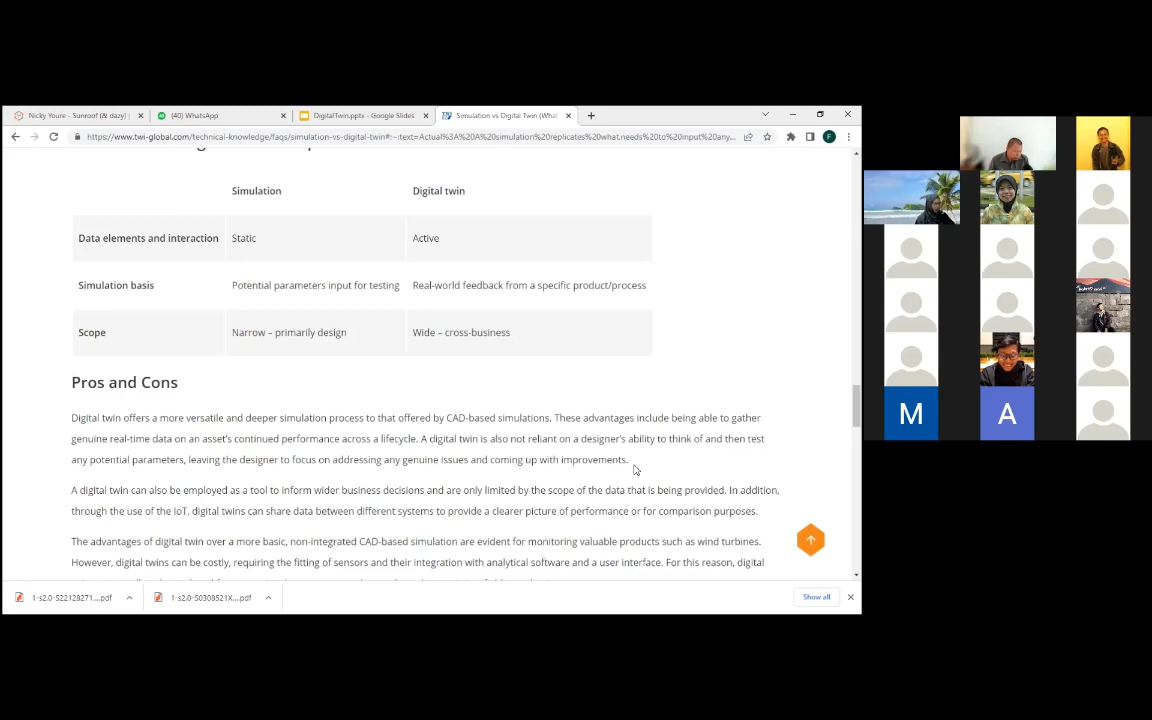 Nicky Youre - Sunroof (& dazy) |
(40) WhatsApp
DigitalTwin.pptx - Google Slides
Simulation vs Digital Twin (What
https://www.twi-global.com/technical-knowledge/faqs/simulation-vs-digital-twin#:~:text=Actual%3A%20A%20simulation%20replicates%20what,needs%20to%20input%20any...
F
Simulation Digital twin
Data elements and interaction Static Active
Simulation basis Potential parameters input for testing Real-world feedback from a specific product/process
Scope Narrow – primarily design Wide – cross-business
Pros and Cons
Digital twin offers a more versatile and deeper simulation process to that offered by CAD-based simulations. These advantages include being able to gather
genuine real-time data on an asset's continued performance across a lifecycle. A digital twin is also not reliant on a designer's ability to think of and then test
any potential parameters, leaving the designer to focus on addressing any genuine issues and coming up with improvements.
A digital twin can also be employed as a tool to inform wider business decisions and are only limited by the scope of the data that is being provided. In addition,
through the use of the IoT, digital twins can share data between different systems to provide a clearer picture of performance or for comparison purposes.
The advantages of digital twin over a more basic, non-integrated CAD-based simulation are evident for monitoring valuable products such as wind turbines.
However, digital twins can be costly, requiring the fitting of sensors and their integration with analytical software and a user interface. For this reason, digital
1-s2.0-S22128271....pdf
1-s2.0-S0308521X....pdf
Show all
M
A